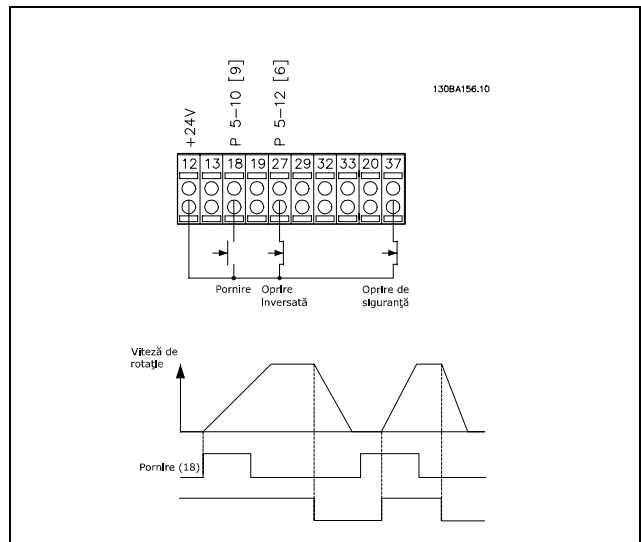 130BA156.10
+24V
P 5-10 [9]
P 5-12 [6]
12 13 18 19 27 29 32 33 20 37
Pornire
Oprire
inversată
Oprire de
siguranţă
Viteză de
rotaţie
Pornire (18)